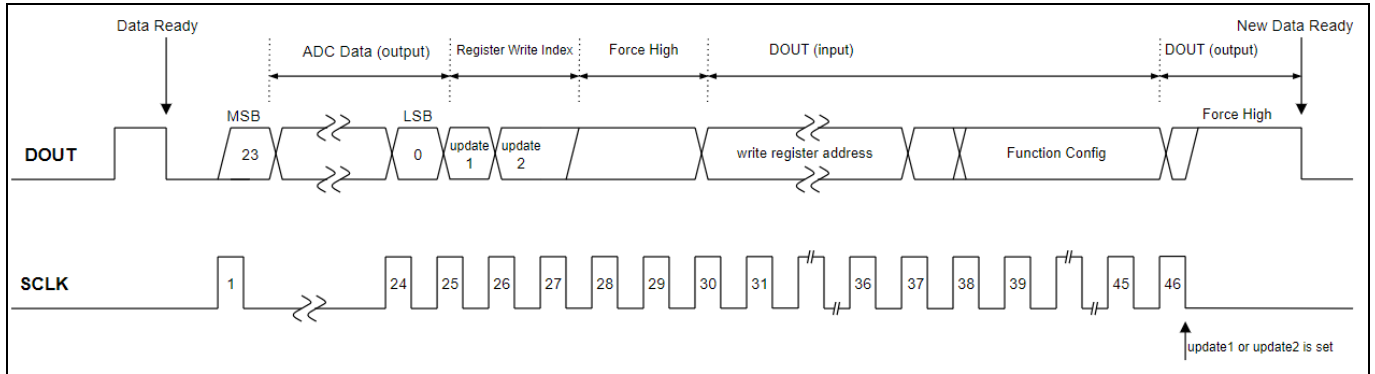 Data Ready
New Data Ready
ADC Data (output)
Register Write Index
Force High
DOUT (input)
DOUT (output)
MSB
LSB
Force High
DOUT
23
0
update
1
update
2
write register address
Function Config
SCLK
1
24
25
26
27
28
29
30
31
36
37
38
39
45
46
update1 or update2 is set